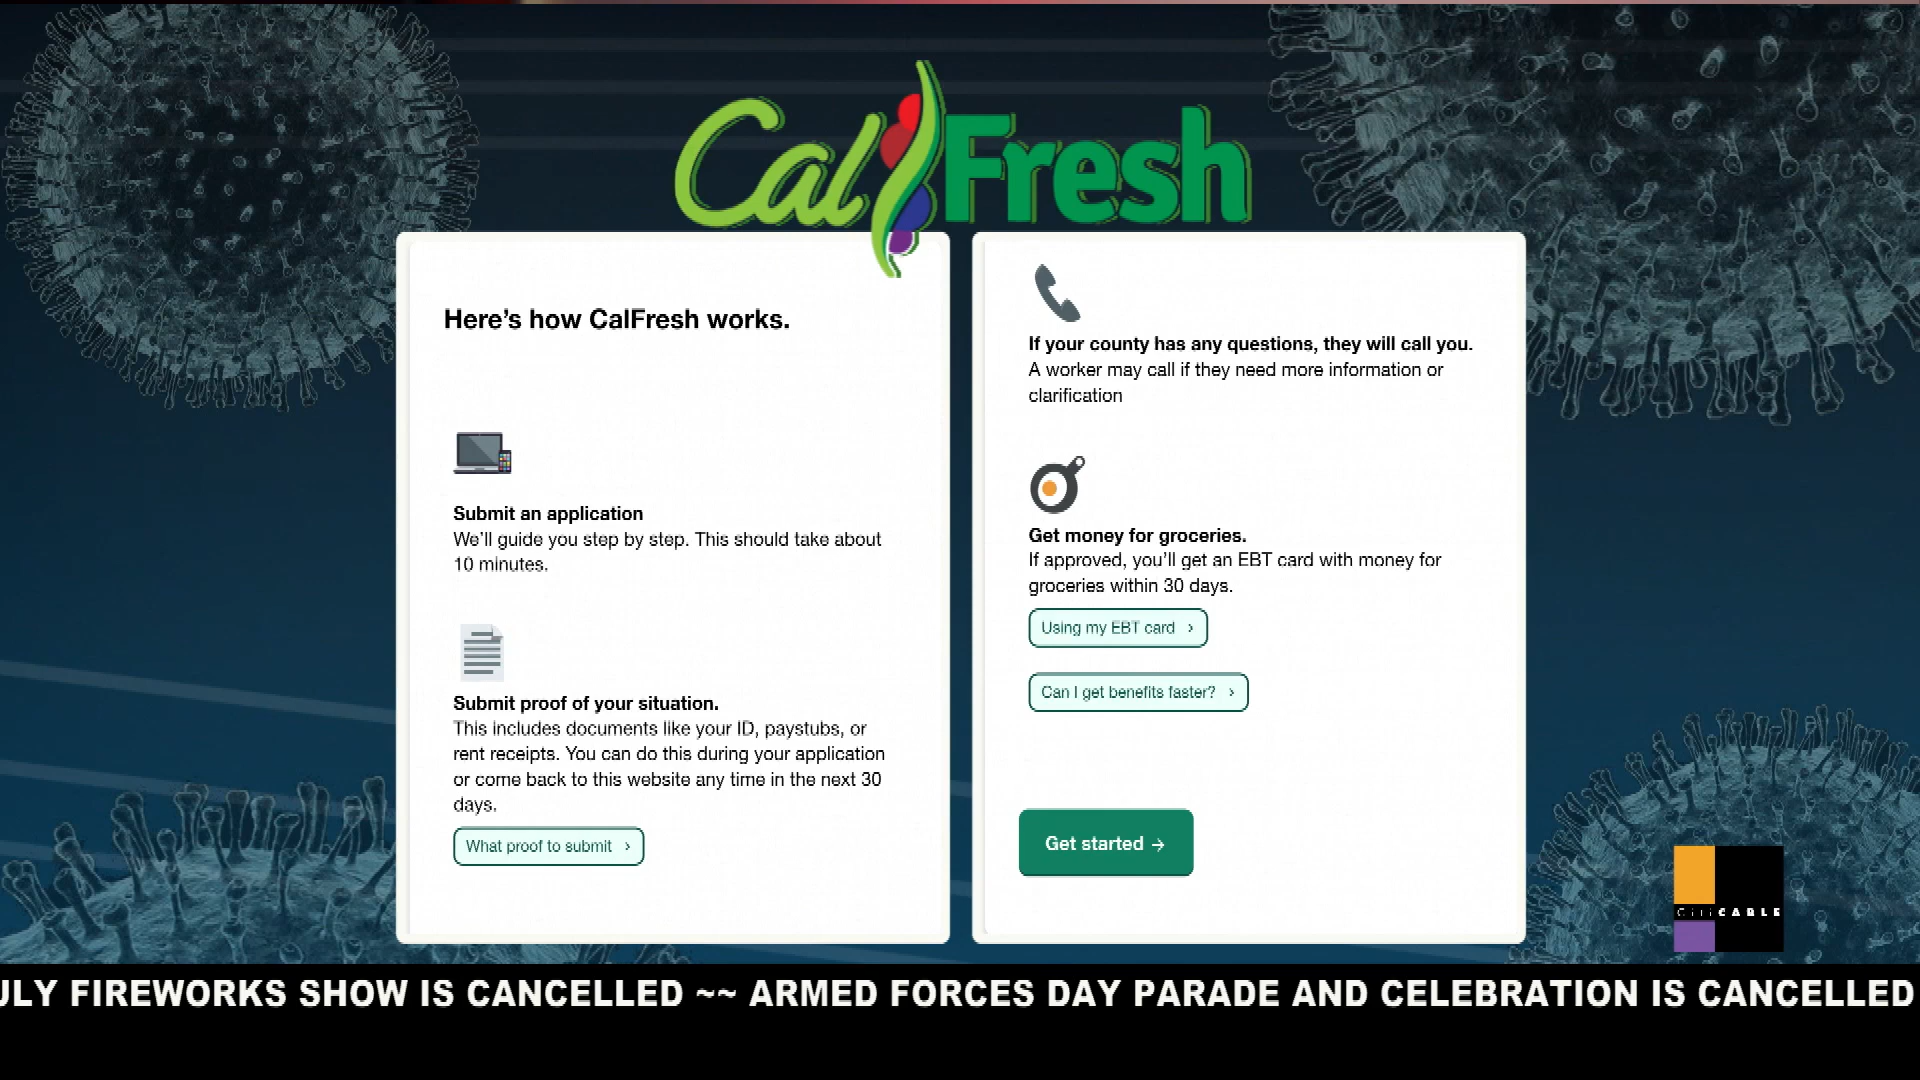 CalFresh
Here's how CalFresh works.
Submit an application
We'll guide you step by step. This should take about
10 minutes.
Submit proof of your situation.
This includes documents like your ID, paystubs, or
rent receipts. You can do this during your application
or come back to this website any time in the next 30
days.
What proof to submit ›
If your county has any questions, they will call you.
A worker may call if they need more information or
clarification
Get money for groceries.
If approved, you'll get an EBT card with money for
groceries within 30 days.
Using my EBT card ›
Can I get benefits faster? ›
Get started →
CITICABLE
ULY FIREWORKS SHOW IS CANCELLED ~~ ARMED FORCES DAY PARADE AND CELEBRATION IS CANCELLED